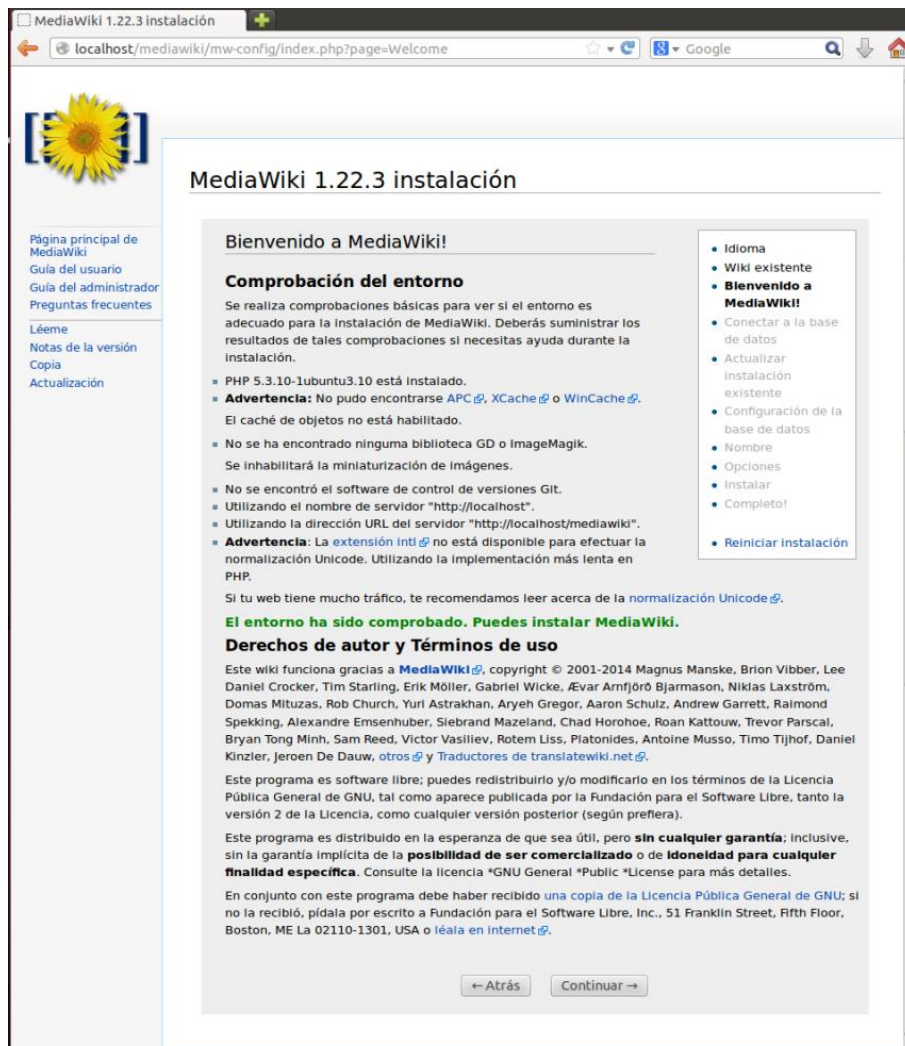 MediaWiki 1.22.3 instalación
localhost/mediawiki/mw-config/index.php?page=Welcome
Google
MediaWiki 1.22.3 instalación
Página principal de
MediaWiki
Guía del usuario
Guía del administrador
Preguntas frecuentes
Léeme
Notas de la versión
Copia
Actualización
Bienvenido a MediaWiki!
Comprobación del entorno
Se realiza comprobaciones básicas para ver si el entorno es
adecuado para la instalación de MediaWiki. Deberás suministrar los
resultados de tales comprobaciones si necesitas ayuda durante la
instalación.
PHP 5.3.10-1ubuntu3.10 está instalado.
Advertencia: No pudo encontrarse APC, XCache o WinCache.
El caché de objetos no está habilitado.
No se ha encontrado ninguma biblioteca GD o ImageMagik.
Se inhabilitará la miniaturización de imágenes.
No se encontró el software de control de versiones Git.
Utilizando el nombre de servidor "http://localhost".
Utilizando la dirección URL del servidor "http://localhost/mediawiki".
Advertencia: La extensión intl no está disponible para efectuar la
normalización Unicode. Utilizando la implementación más lenta en
PHP.
Si tu web tiene mucho tráfico, te recomendamos leer acerca de la normalización Unicode.
El entorno ha sido comprobado. Puedes instalar MediaWiki.
Derechos de autor y Términos de uso
Este wiki funciona gracias a MediaWiki, copyright © 2001-2014 Magnus Manske, Brion Vibber, Lee
Daniel Crocker, Tim Starling, Erik Möller, Gabriel Wicke, Ævar Arnfjörð Bjarmason, Niklas Laxström,
Domas Mituzas, Rob Church, Yuri Astrakhan, Aryeh Gregor, Aaron Schulz, Andrew Garrett, Raimond
Spekking, Alexandre Emsenhuber, Siebrand Mazeland, Chad Horohoe, Roan Kattouw, Trevor Parscal,
Bryan Tong Minh, Sam Reed, Victor Vasiliev, Rotem Liss, Platonides, Antoine Musso, Timo Tijhof, Daniel
Kinzler, Jeroen De Dauw, otros y Traductores de translatewiki.net.
Este programa es software libre; puedes redistribuirlo y/o modificarlo en los términos de la Licencia
Pública General de GNU, tal como aparece publicada por la Fundación para el Software Libre, tanto la
versión 2 de la Licencia, como cualquier versión posterior (según prefiera).
Este programa es distribuido en la esperanza de que sea útil, pero sin cualquier garantía; inclusive,
sin la garantía implícita de la posibilidad de ser comercializado o de idoneidad para cualquier
finalidad específica. Consulte la licencia *GNU General *Public *License para más detalles.
En conjunto con este programa debe haber recibido una copia de la Licencia Pública General de GNU; si
no la recibió, pídala por escrito a Fundación para el Software Libre, Inc., 51 Franklin Street, Fifth Floor,
Boston, ME La 02110-1301, USA o léala en internet.
← Atrás
Continuar →
Idioma
Wiki existente
Bienvenido a
MediaWiki!
Conectar a la base
de datos
Actualizar
instalación
existente
Configuración de la
base de datos
Nombre
Opciones
Instalar
Completo!
Reiniciar instalación